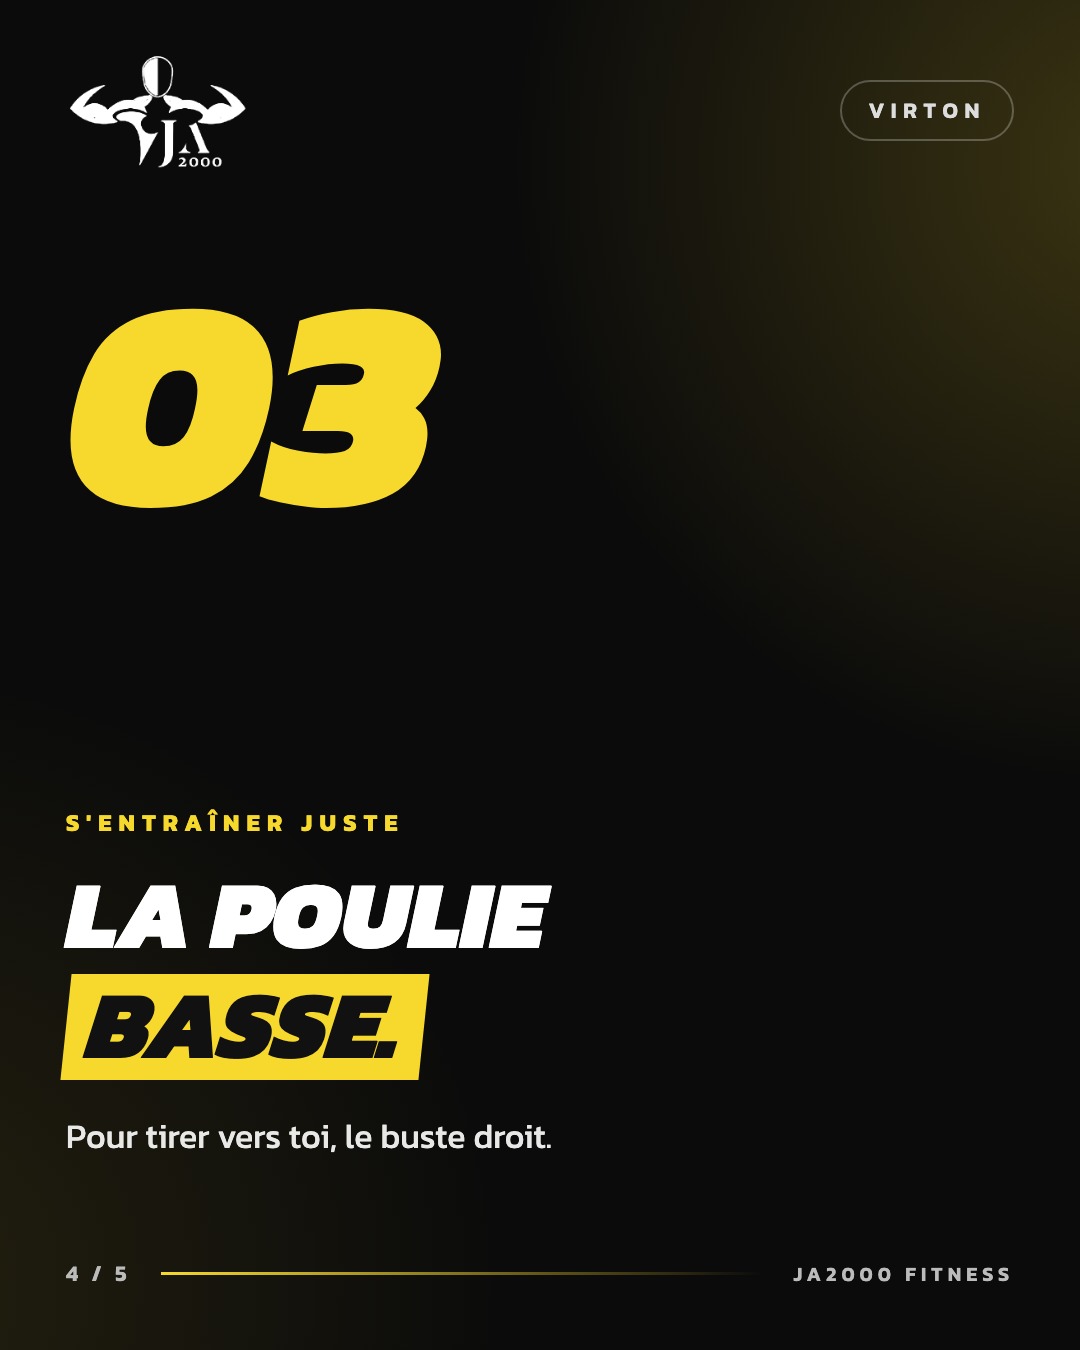 JA
2000
VIRTON
03
S'ENTRAÎNER JUSTE
LA POULIE
BASSE.
Pour tirer vers toi, le buste droit.
4 / 5
JA2000 FITNESS